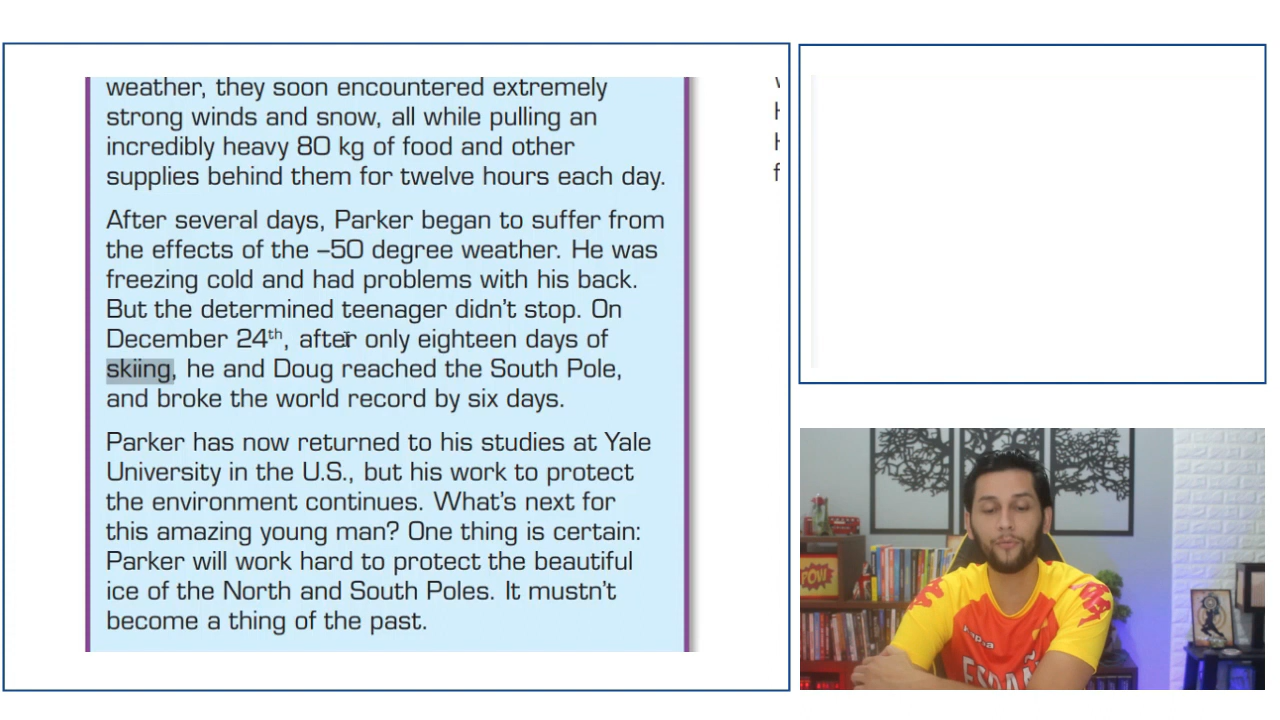 weather, they soon encountered extremely
strong winds and snow, all while pulling an
incredibly heavy 80 kg of food and other
supplies behind them for twelve hours each day.
After several days, Parker began to suffer from
the effects of the –50 degree weather. He was
freezing cold and had problems with his back.
But the determined teenager didn't stop. On
December 24th, after only eighteen days of
skiing, he and Doug reached the South Pole,
and broke the world record by six days.
Parker has now returned to his studies at Yale
University in the U.S., but his work to protect
the environment continues. What's next for
this amazing young man? One thing is certain:
Parker will work hard to protect the beautiful
ice of the North and South Poles. It mustn't
become a thing of the past.
f
POW